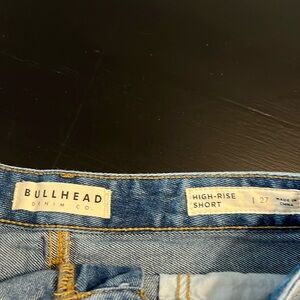 BULLHEAD
DENIM CO.
HIGH-RISE
SHORT
27
MADE IN
CHINA